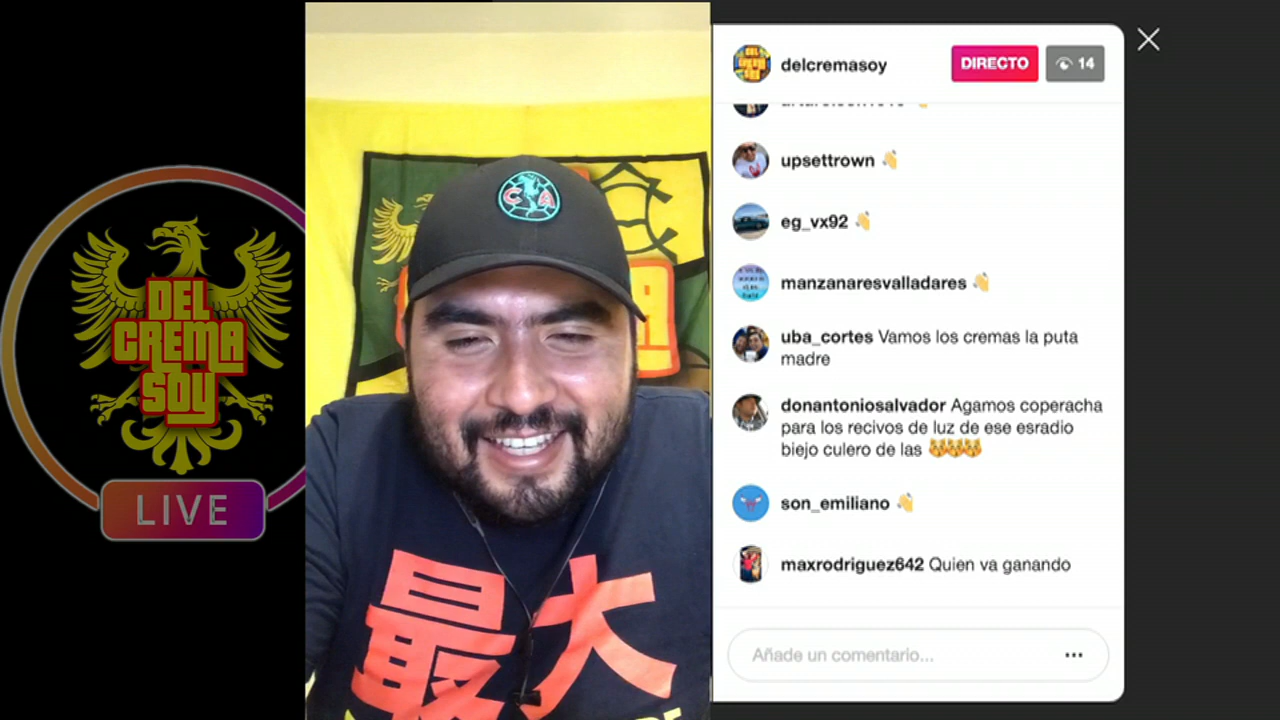 DEL
CREMA
SOY
LIVE
CA
A!
最大
delcremasoy
DIRECTO
14
upsettrown 👏
eg_vx92 👏
manzanaresvalladares 👏
uba_cortes Vamos los cremas la puta
madre
donantoniosalvador Agamos coperacha
para los recivos de luz de ese esradio
biejo culero de las 😽😽😽
son_emiliano 👏
maxrodriguez642 Quien va ganando
Añade un comentario...